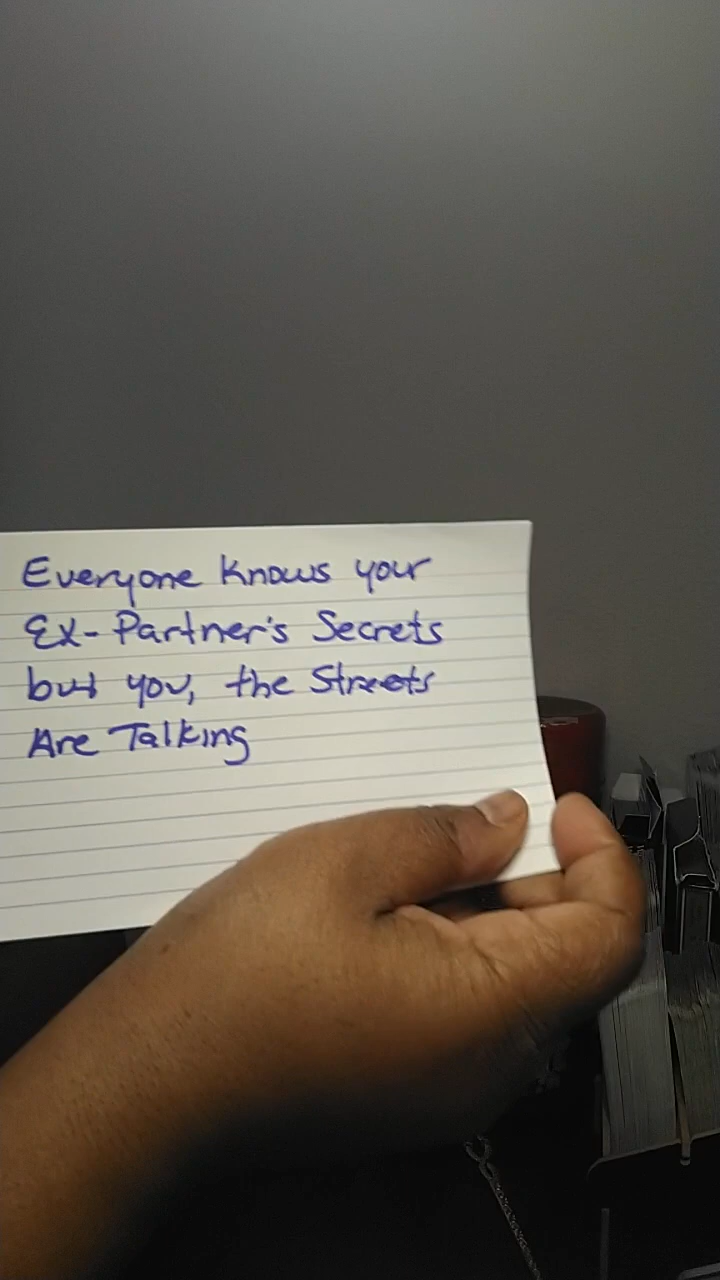 Everyone Knows your
Ex-Partner's Secrets
but you, the Streets
Are Talking